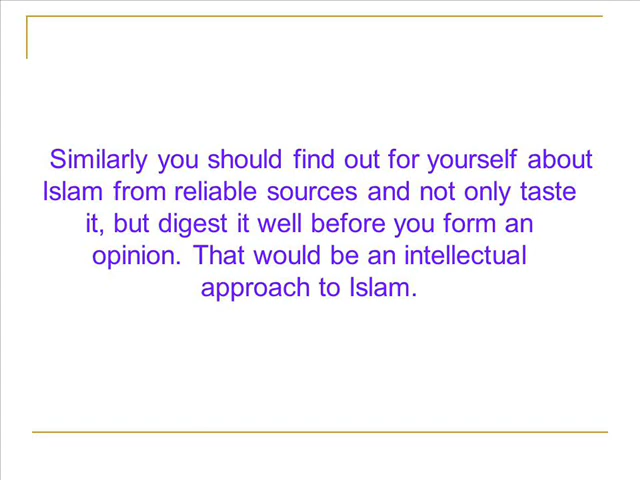 Similarly you should find out for yourself about
Islam from reliable sources and not only taste
it, but digest it well before you form an
opinion. That would be an intellectual
approach to Islam.